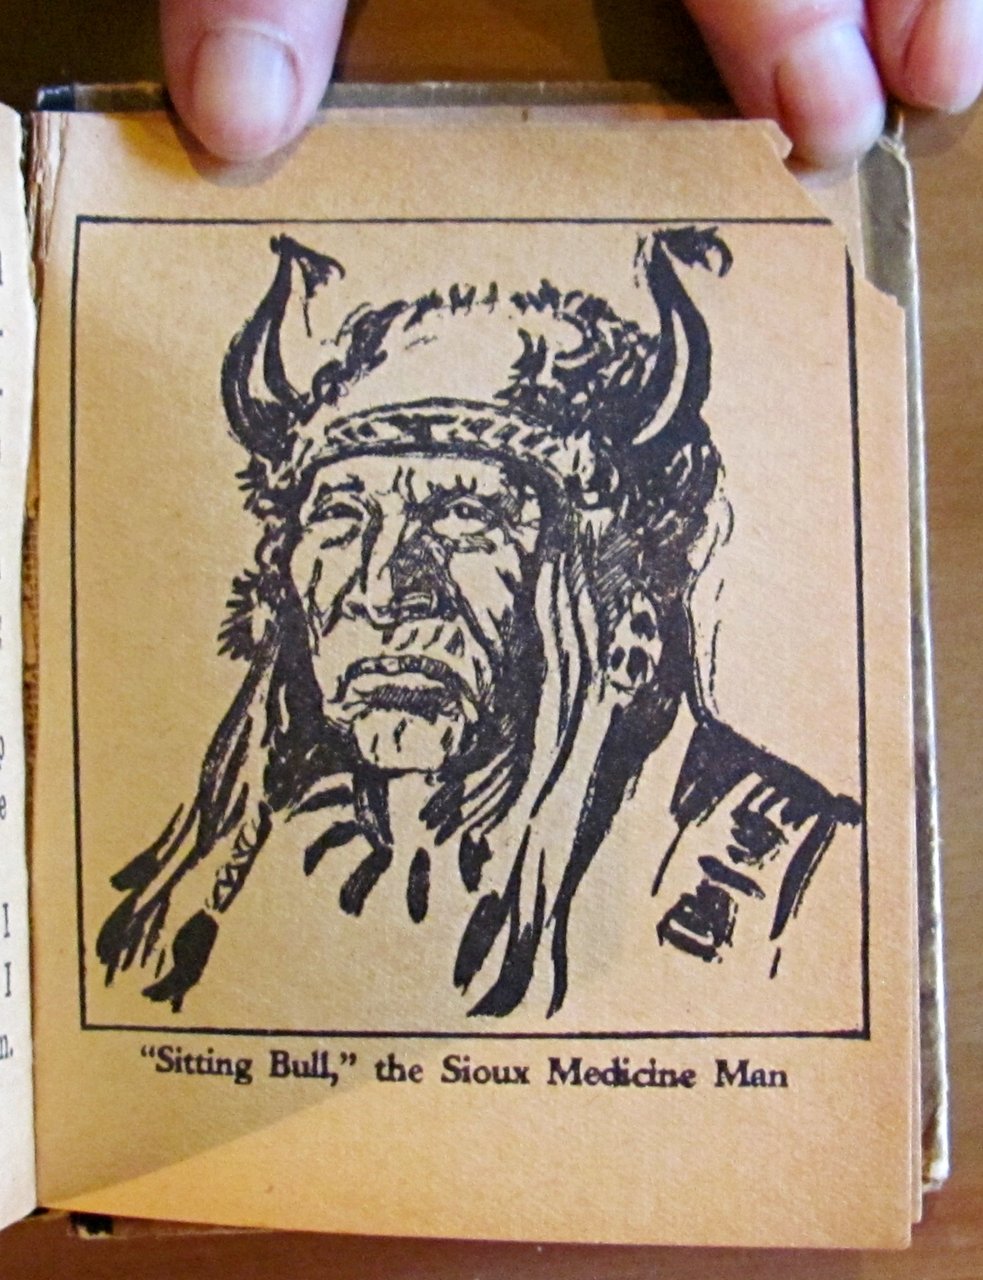 “Sitting Bull,” the Sioux Medicine Man